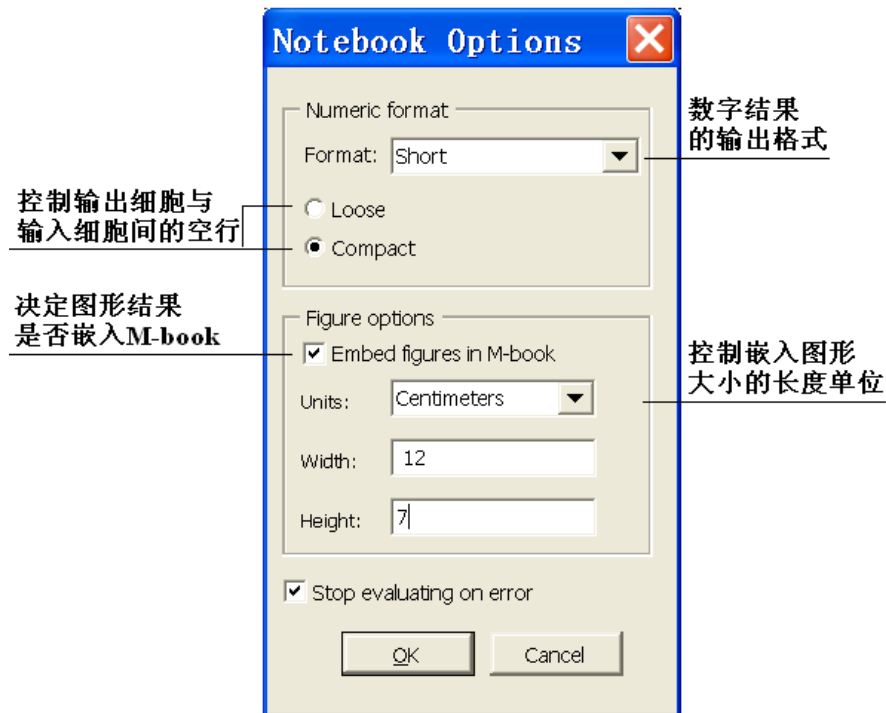 Notebook Options
Numeric format
Format: Short
数字结果
的输出格式
控制输出细胞与
输入细胞间的空行
Loose
Compact
决定图形结果
是否嵌入M-book
Figure options
Embed figures in M-book
控制嵌入图形
大小的长度单位
Units: Centimeters
Width: 12
Height: 7
Stop evaluating on error
OK
Cancel